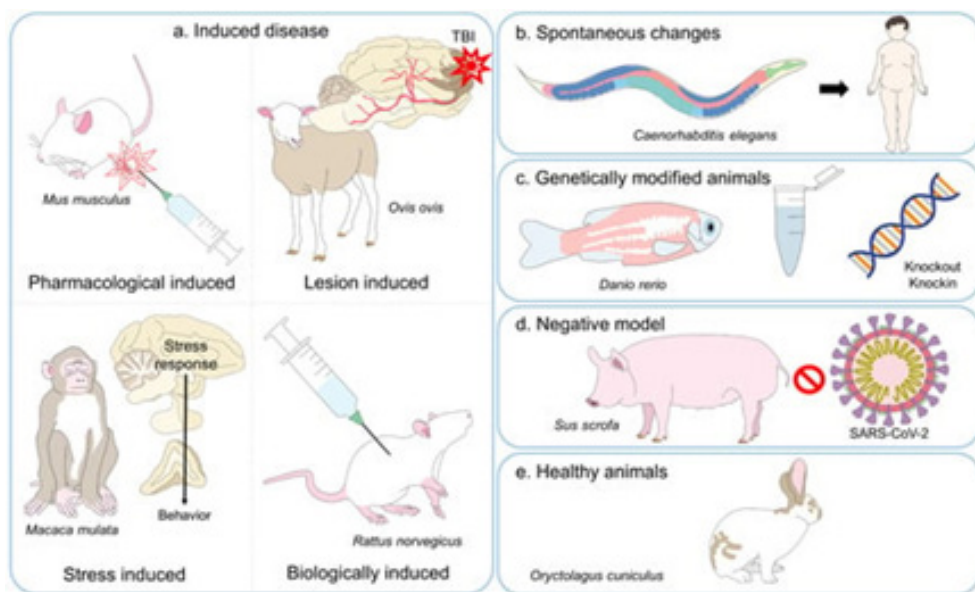 a. Induced disease
TBI
Mus musculus
Ovis ovis
Pharmacological induced
Lesion induced
Stress
response
Behavior
Macaca mulata
Rattus norvegicus
Stress induced
Biologically induced
b. Spontaneous changes
Caenorhabditis elegans
c. Genetically modified animals
Danio rerio
Knockout
Knockin
d. Negative model
Sus scrofa
SARS-CoV-2
e. Healthy animals
Oryctolagus cuniculus